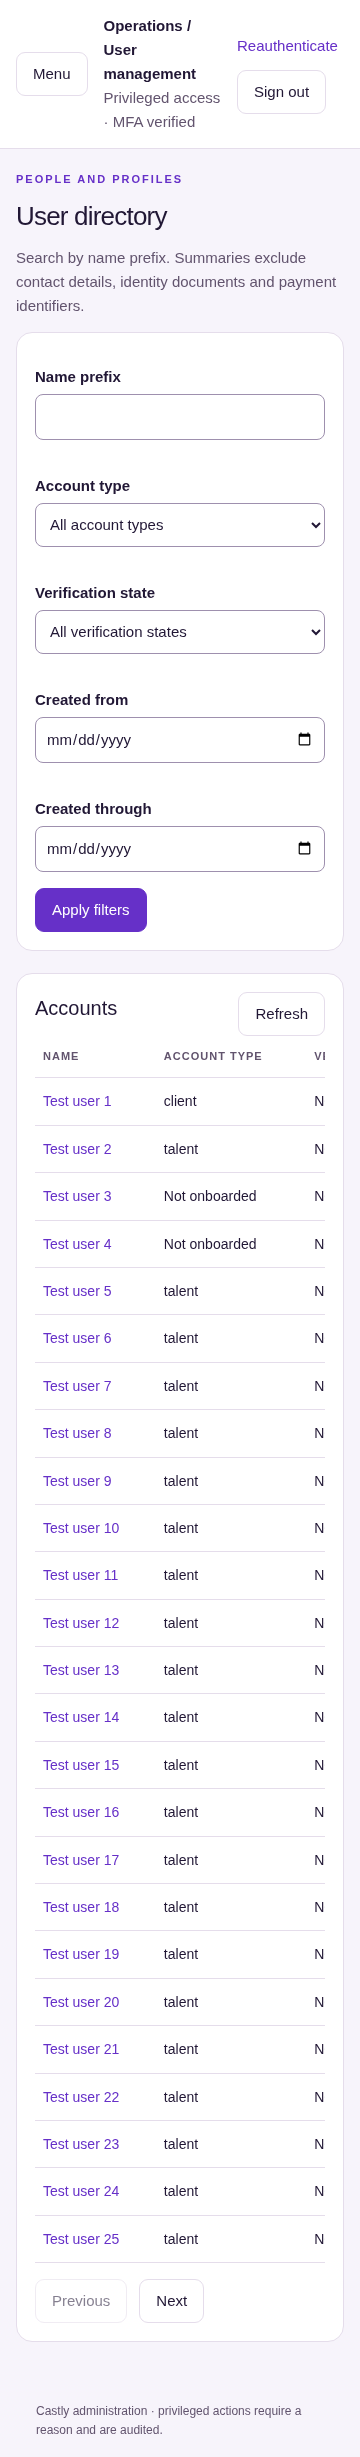 Menu
Operations /
User
management
Privileged access
· MFA verified
Reauthenticate
Sign out
PEOPLE AND PROFILES
User directory
Search by name prefix. Summaries exclude
contact details, identity documents and payment
identifiers.
Name prefix
Account type
All account types
Verification state
All verification states
Created from
mm/dd/yyyy
Created through
mm/dd/yyyy
Apply filters
Accounts
Refresh
NAME ACCOUNT TYPE VI
Test user 1 client N
Test user 2 talent N
Test user 3 Not onboarded N
Test user 4 Not onboarded N
Test user 5 talent N
Test user 6 talent N
Test user 7 talent N
Test user 8 talent N
Test user 9 talent N
Test user 10 talent N
Test user 11 talent N
Test user 12 talent N
Test user 13 talent N
Test user 14 talent N
Test user 15 talent N
Test user 16 talent N
Test user 17 talent N
Test user 18 talent N
Test user 19 talent N
Test user 20 talent N
Test user 21 talent N
Test user 22 talent N
Test user 23 talent N
Test user 24 talent N
Test user 25 talent N
Previous Next
Castly administration · privileged actions require a
reason and are audited.